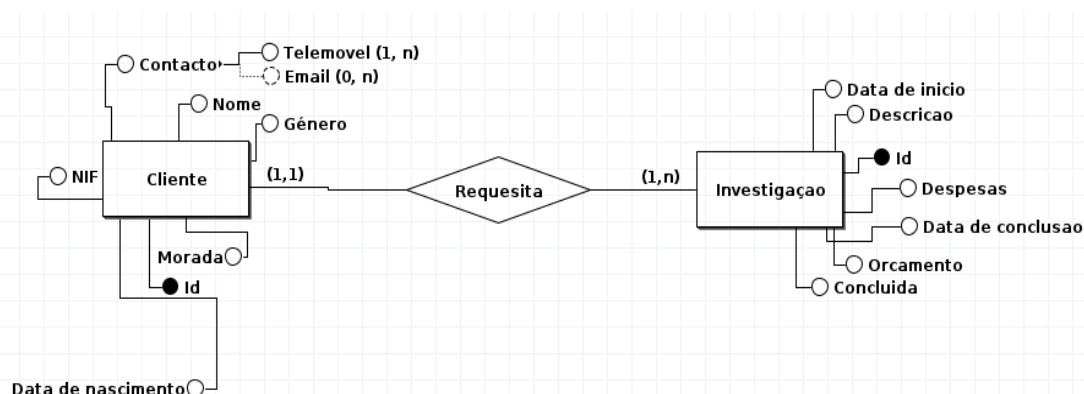 Contacto
Telemovel (1, n)
Email (0, n)
Nome
Género
NIF
Cliente
(1,1)
Morada
Id
Data de nascimento
Requesita
(1,n)
Investigaçao
Data de inicio
Descricao
Id
Despesas
Data de conclusao
Orcamento
Concluida